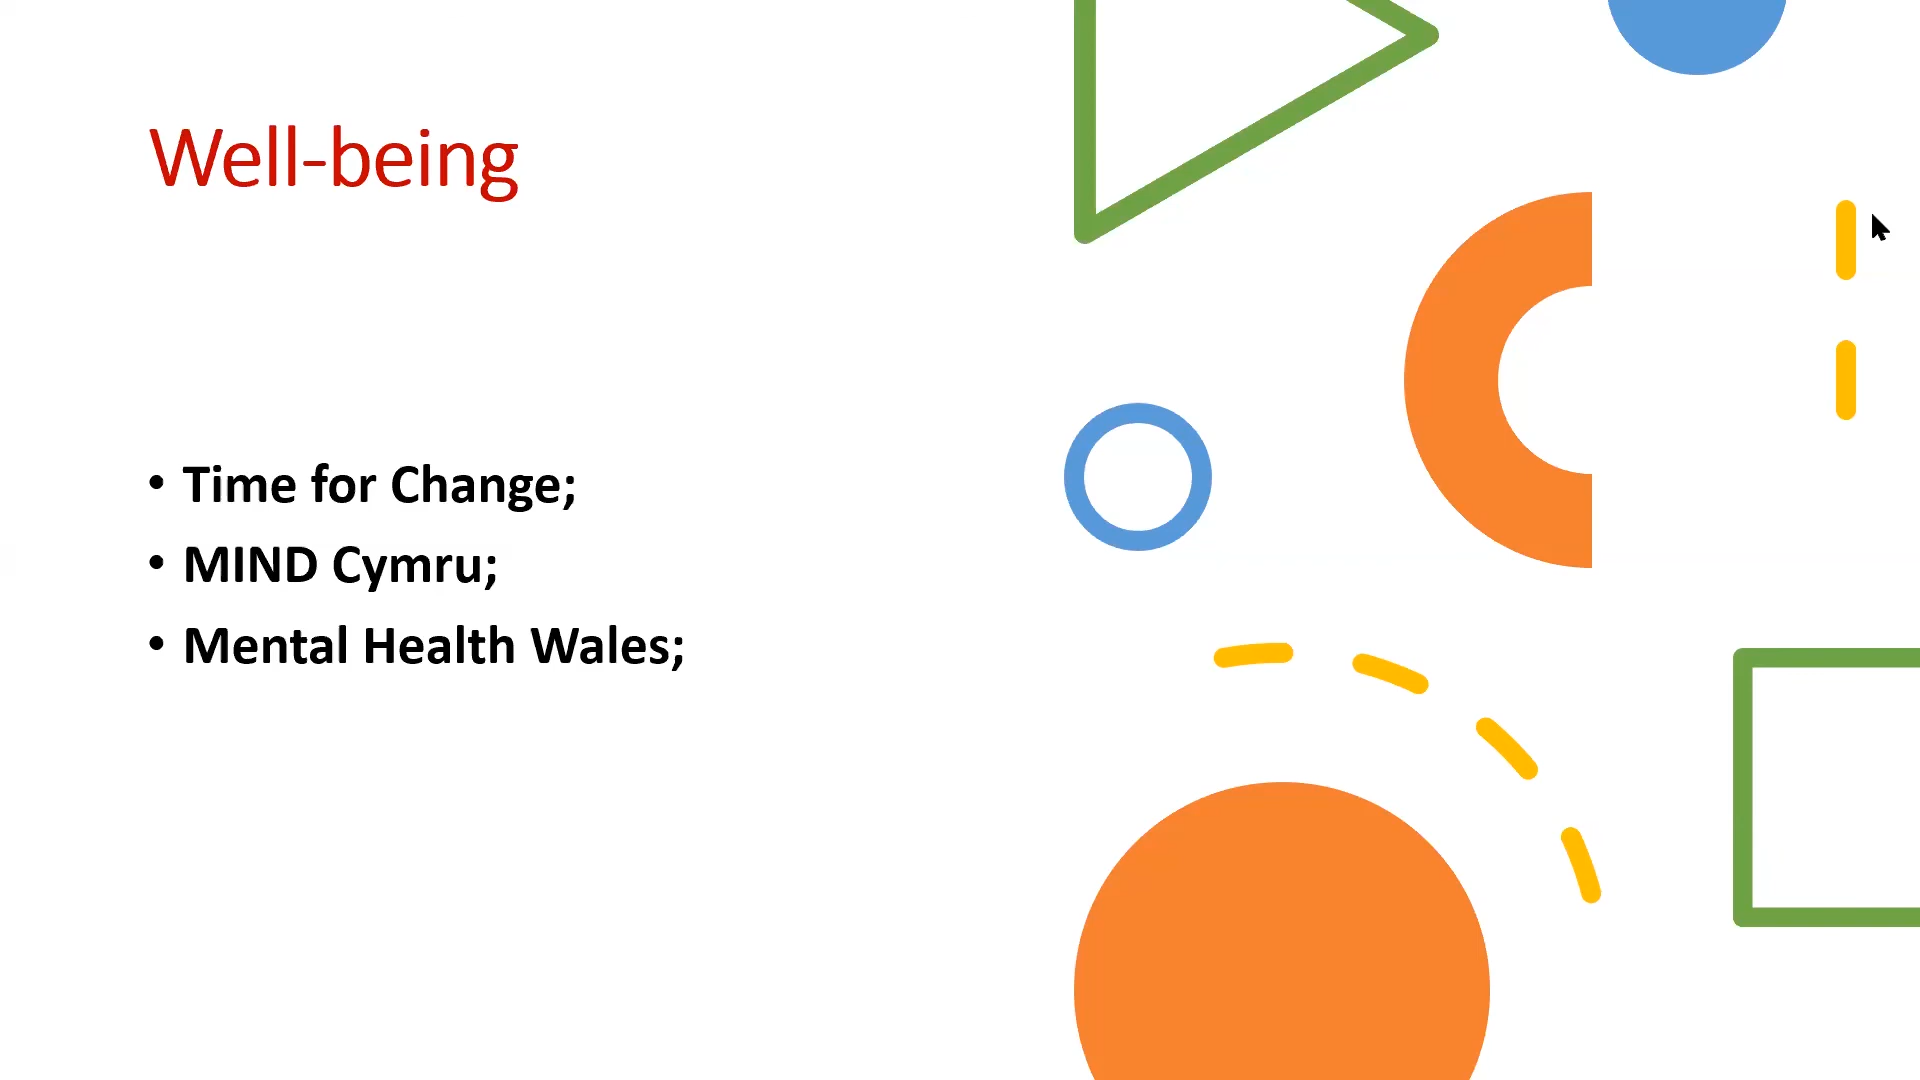 Well-being
• Time for Change;
• MIND Cymru;
• Mental Health Wales;